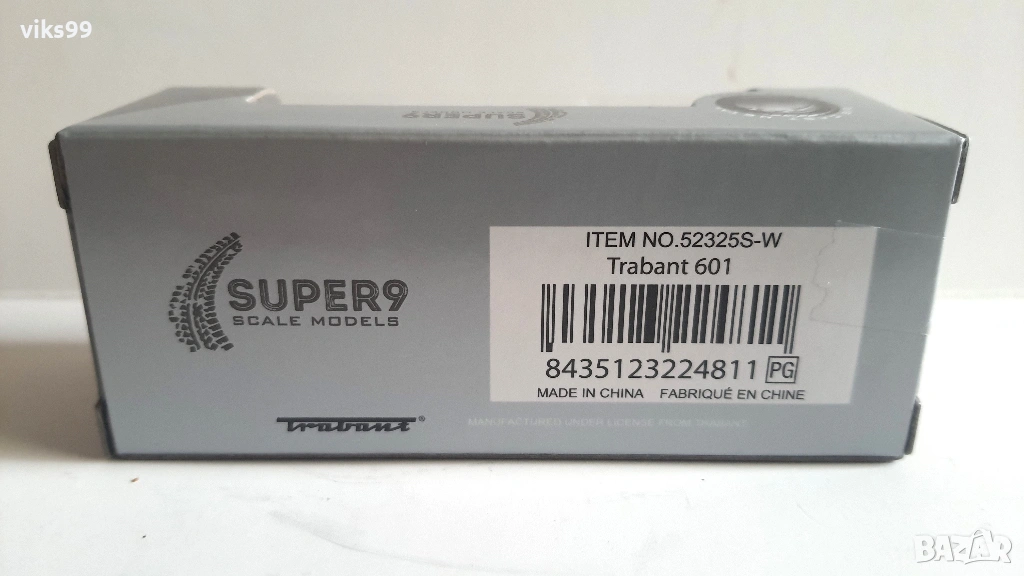 viks99
SUPER9
ITEM NO.52325S-W
Trabant 601
SUPER9
SCALE MODELS
8435123224811 PG
MADE IN CHINA FABRIQUÉ EN CHINE
Trabant®
MANUFACTURED UNDER LICENSE FROM TRABANT
BAZAR